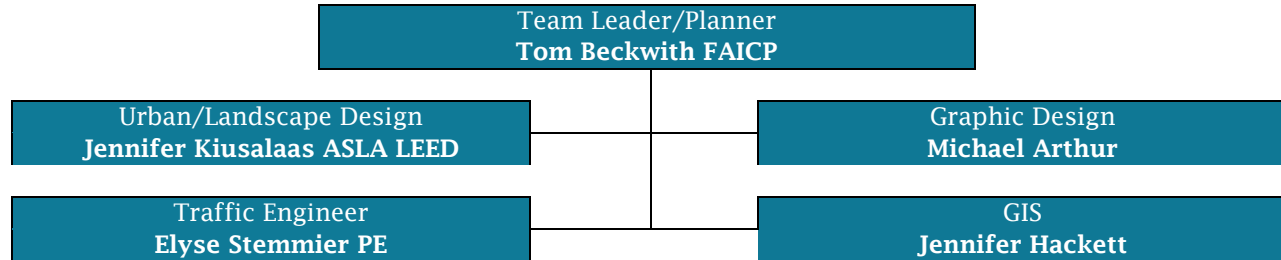 Team Leader/Planner
Tom Beckwith FAICP
Urban/Landscape Design
Jennifer Kiusalaas ASLA LEED
Graphic Design
Michael Arthur
Traffic Engineer
Elyse Stemmier PE
GIS
Jennifer Hackett